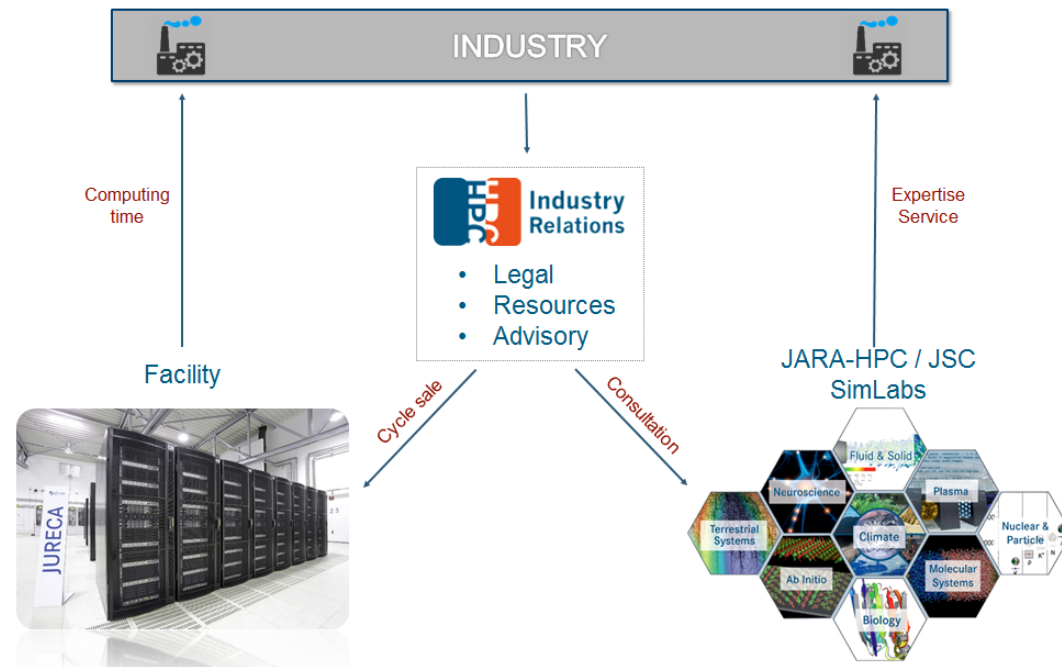 INDUSTRY
Computing
time
Expertise
Service
HPC
Industry
Relations
• Legal
• Resources
• Advisory
Facility
JARA-HPC / JSC
SimLabs
Cycle sale
Consultation
JURECA
Fluid & Solid
Neuroscience
Plasma
Terrestrial
Systems
Climate
Nuclear &
Particle
Ab Initio
Molecular
Systems
Biology